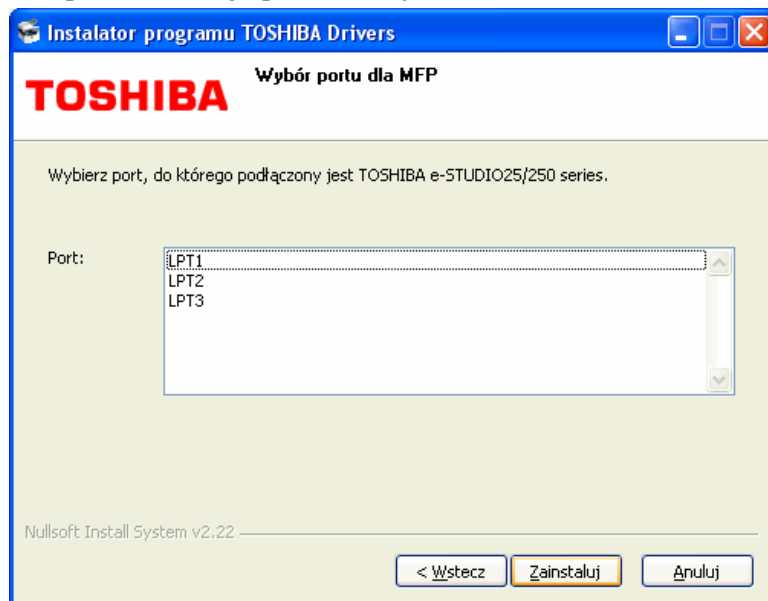 Instalator programu TOSHIBA Drivers
TOSHIBA
Wybór portu dla MFP
Wybierz port, do którego podłączony jest TOSHIBA e-STUDIO25/250 series.
Port:
LPT1
LPT2
LPT3
Nullsoft Install System v2.22
< Wstecz
Zainstaluj
Anuluj